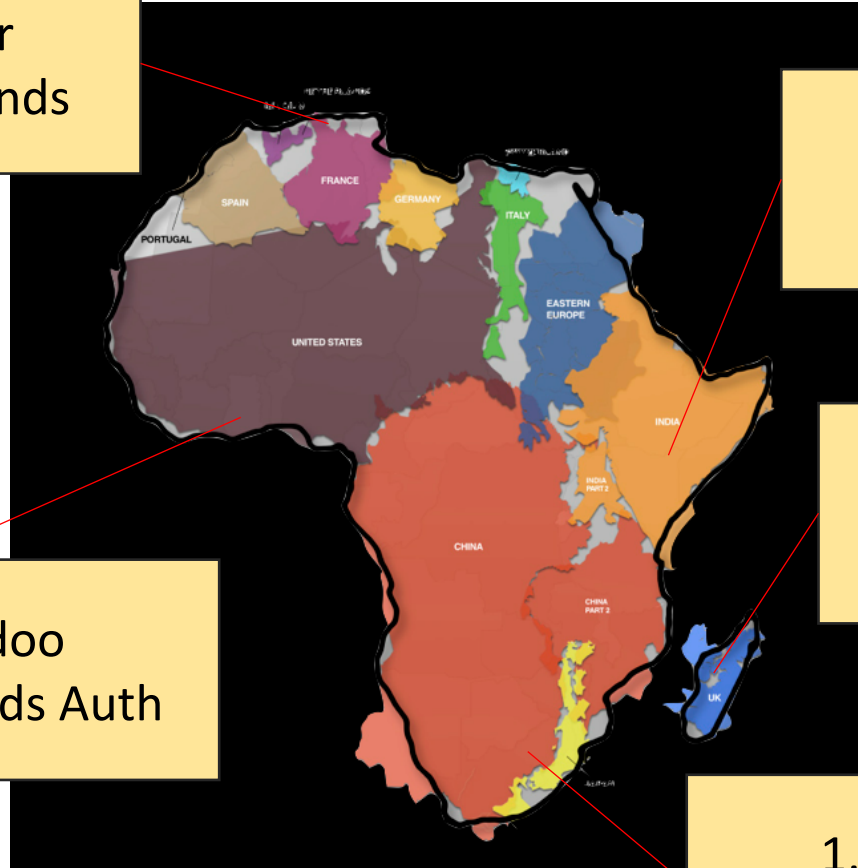 r
nds
FRANCE
GERMANY
SPAIN
ITALY
PORTUGAL
EASTERN
EUROPE
UNITED STATES
INDIA
INDIA
PART 2
CHINA
CHINA
PART 2
doo
ds Auth
UK
1.